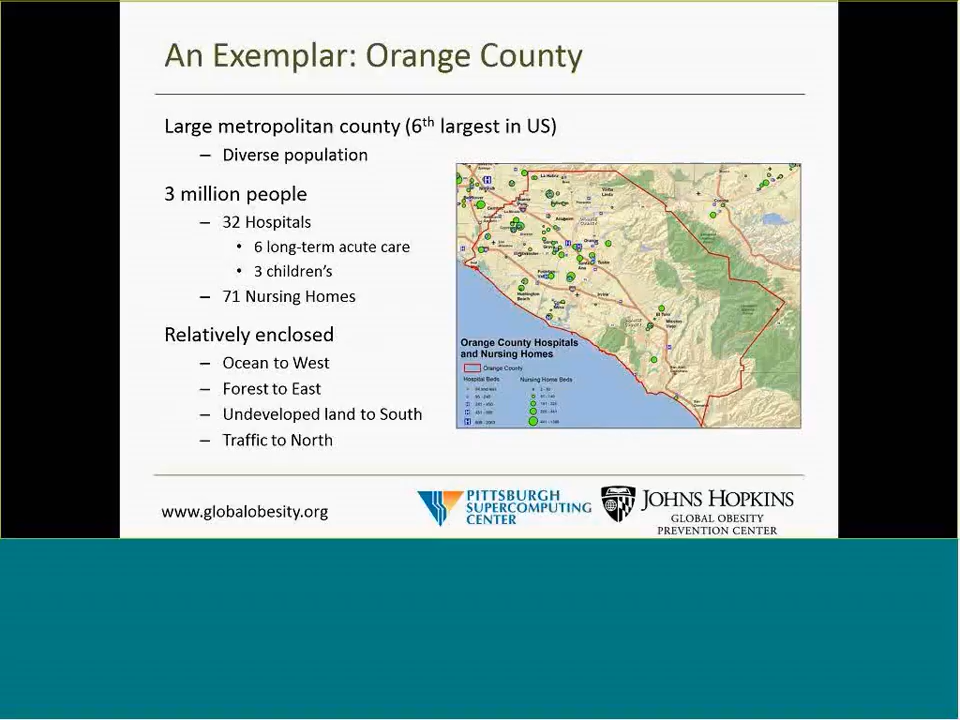 An Exemplar: Orange County
Large metropolitan county (6th largest in US)
– Diverse population
3 million people
– 32 Hospitals
• 6 long-term acute care
• 3 children's
– 71 Nursing Homes
Relatively enclosed
– Ocean to West
– Forest to East
– Undeveloped land to South
– Traffic to North
Orange County Hospitals
and Nursing Homes
Orange County
Hospital Beds
Nursing Home Beds
www.globalobesity.org
PITTSBURGH
SUPERCOMPUTING
CENTER
JOHNS HOPKINS
GLOBAL OBESITY
PREVENTION CENTER